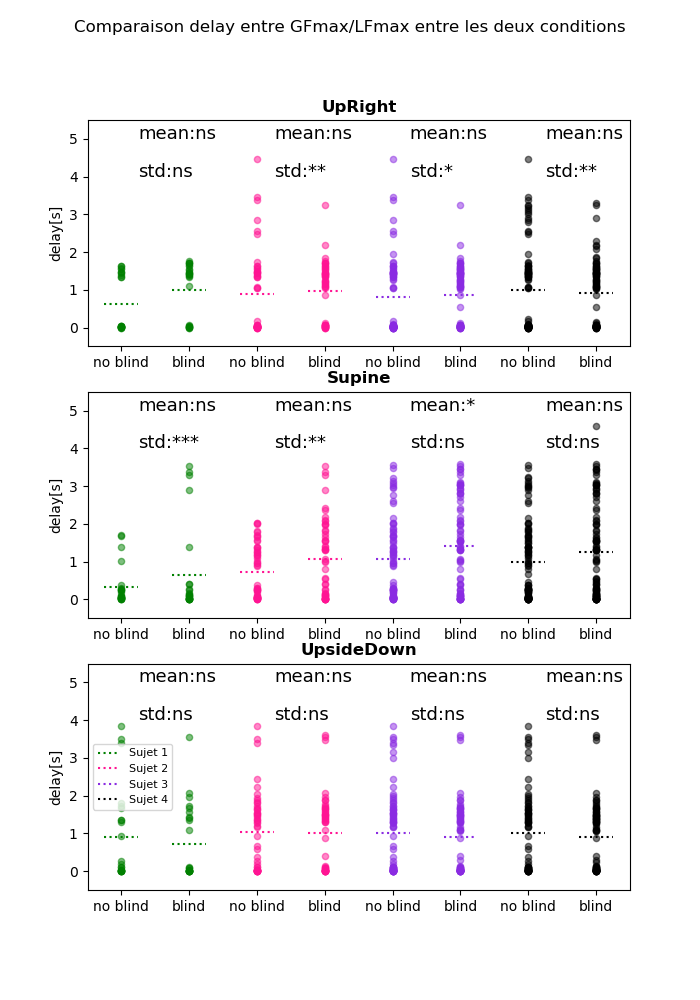 Comparaison delay entre GFmax/LFmax entre les deux conditions
UpRight
mean:ns mean:ns mean:ns mean:ns
std:ns std:** std:* std:**
5
4
3
2
1
0
delay[s]
no blind blind no blind blind no blind blind no blind blind
Supine
mean:ns mean:ns mean:* mean:ns
std:*** std:** std:ns std:ns
5
4
3
2
1
0
delay[s]
no blind blind no blind blind no blind blind no blind blind
UpsideDown
mean:ns mean:ns mean:ns mean:ns
std:ns std:ns std:ns std:ns
5
4
3
2
1
0
delay[s]
Sujet 1
Sujet 2
Sujet 3
Sujet 4
no blind blind no blind blind no blind blind no blind blind